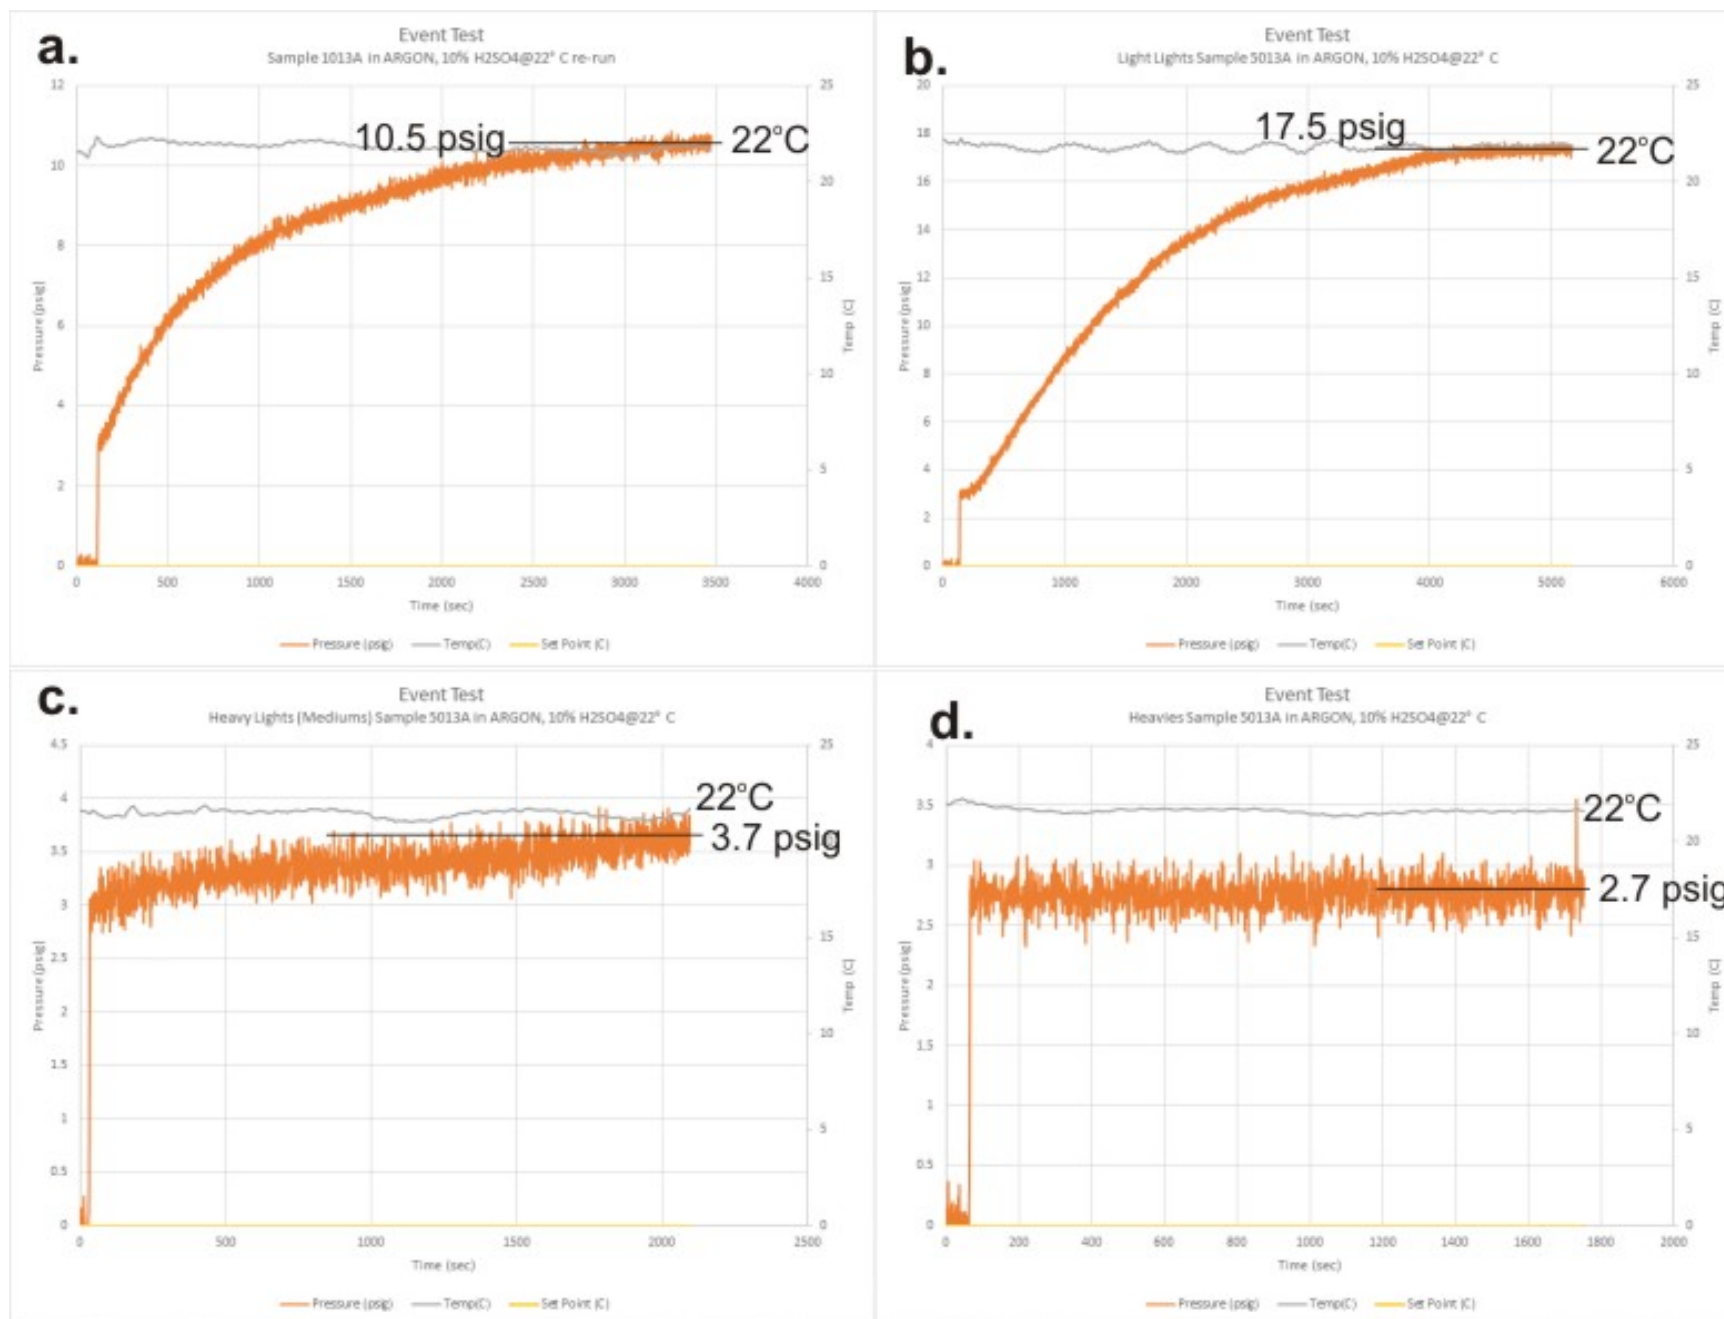 a.
Event Test
Sample 1013A in ARGON, 10% H2SO4@22° C re-run
12
10
8
6
4
2
0
25
20
15
10
5
0
10.5 psig
22°C
Pressure (psig)
Temp (C)
0 500 1000 1500 2000 2500 3000 3500 4000
Time (sec)
Pressure (psig) Temp(C) Set Point (C)
b.
Event Test
Light Lights Sample 5013A in ARGON, 10% H2SO4@22° C
20
18
16
14
12
10
8
6
4
2
0
25
20
15
10
5
0
17.5 psig
22°C
Pressure (psig)
Temp (C)
0 1000 2000 3000 4000 5000 6000
Time (sec)
Pressure (psig) Temp(C) Set Point (C)
c.
Event Test
Heavy Lights (Mediums) Sample 5013A in ARGON, 10% H2SO4@22° C
4.5
4
3.5
3
2.5
2
1.5
1
0.5
0
25
20
15
10
5
0
22°C
3.7 psig
Pressure (psig)
Temp (C)
0 500 1000 1500 2000 2500
Time (sec)
Pressure (psig) Temp(C) Set Point (C)
d.
Event Test
Heavies Sample 5013A in ARGON, 10% H2SO4@22° C
4
3.5
3
2.5
2
1.5
1
0.5
0
25
20
15
10
5
0
22°C
2.7 psig
Pressure (psig)
Temp (C)
0 200 400 600 800 1000 1200 1400 1600 1800 2000
Time (sec)
Pressure (psig) Temp(C) Set Point (C)